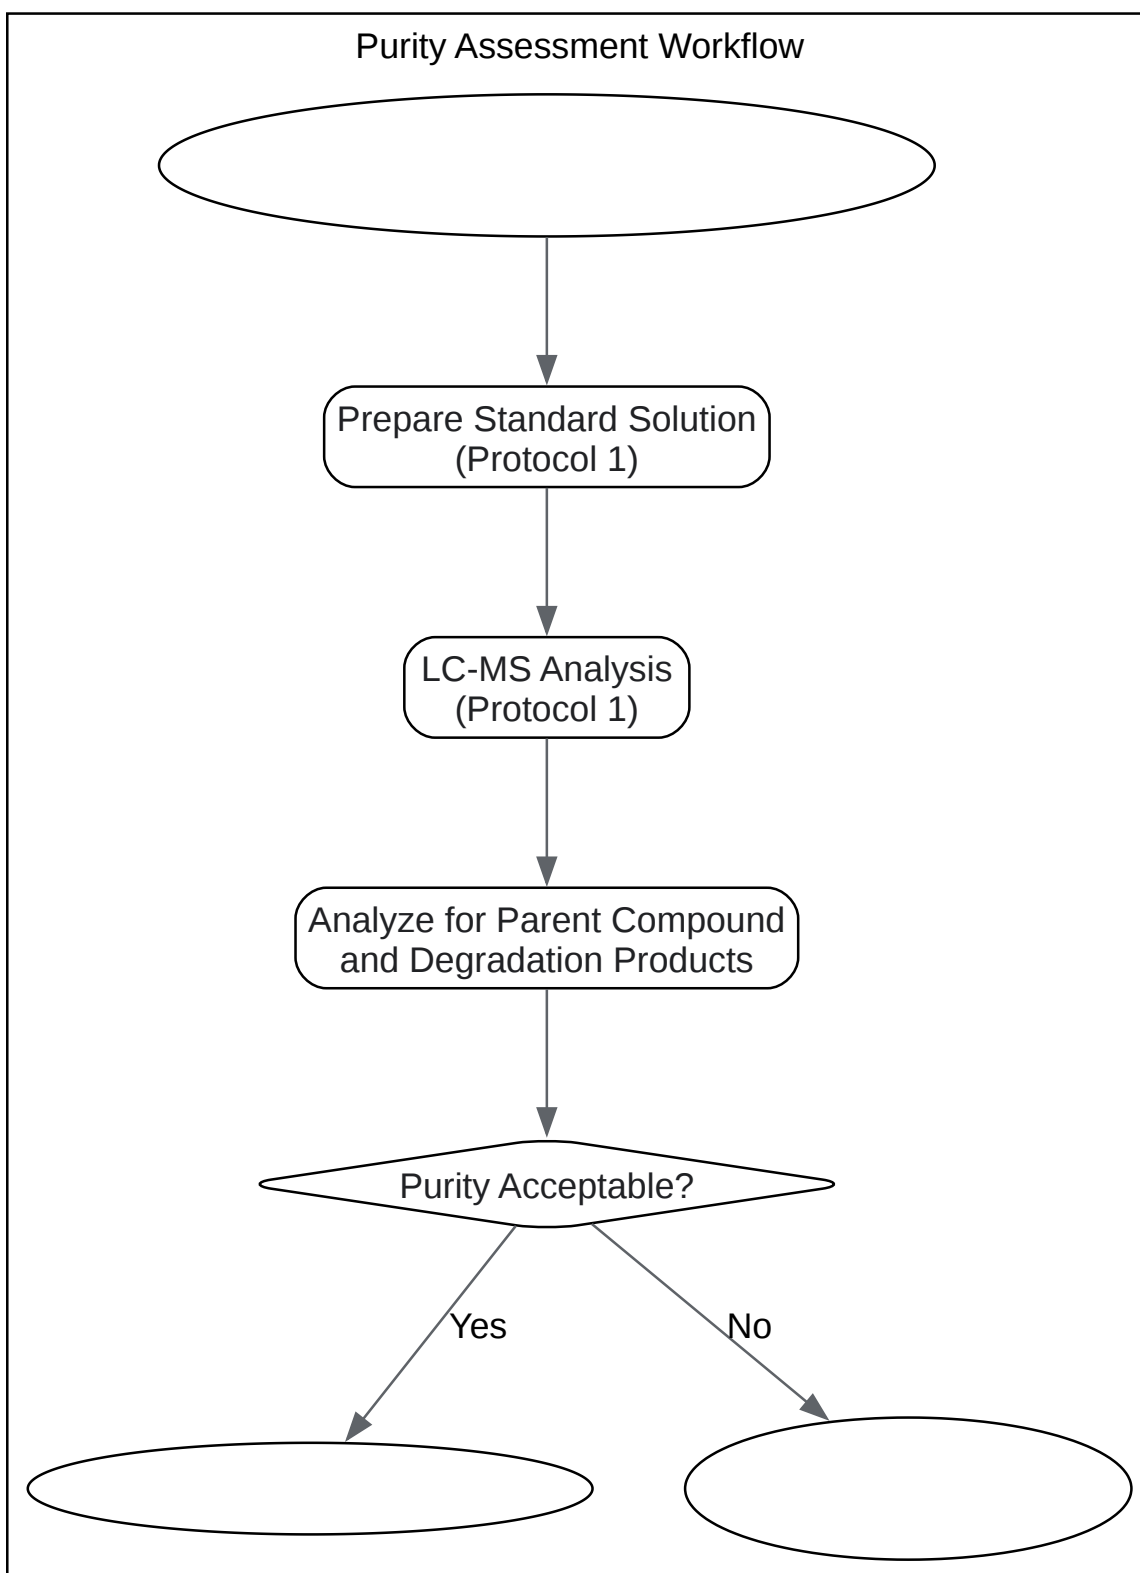 Purity Assessment Workflow
Prepare Standard Solution
(Protocol 1)
LC-MS Analysis
(Protocol 1)
Analyze for Parent Compound
and Degradation Products
Purity Acceptable?
Yes
No